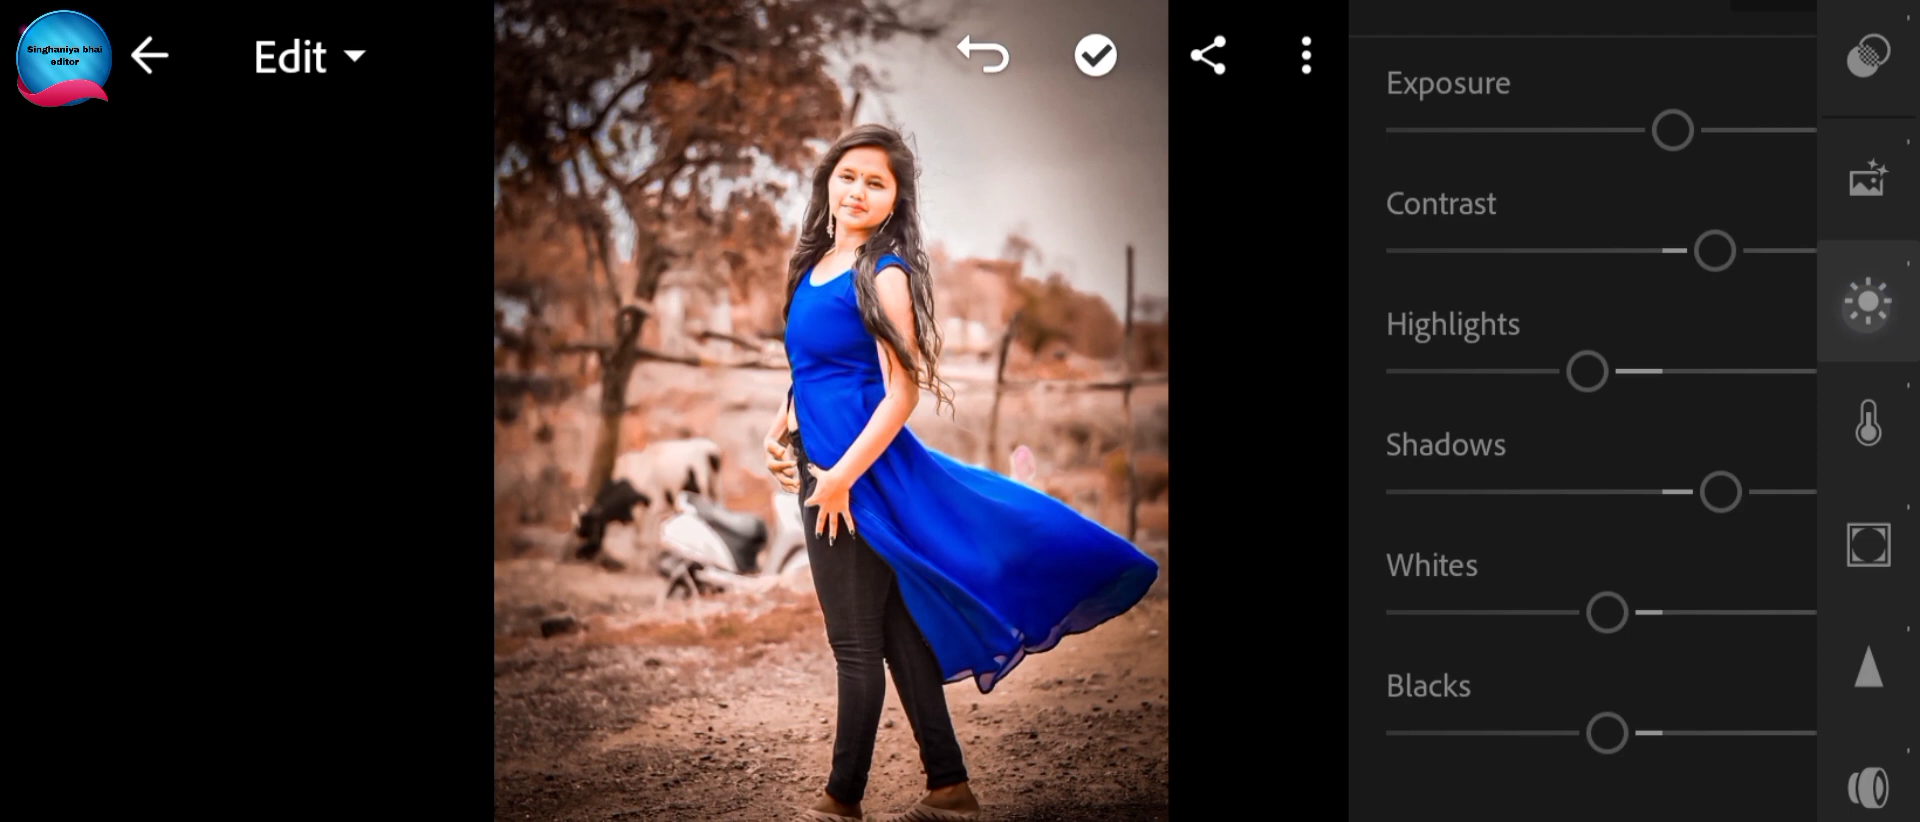 Singhaniya bhai
editor
Edit
Exposure
Contrast
Highlights
Shadows
Whites
Blacks